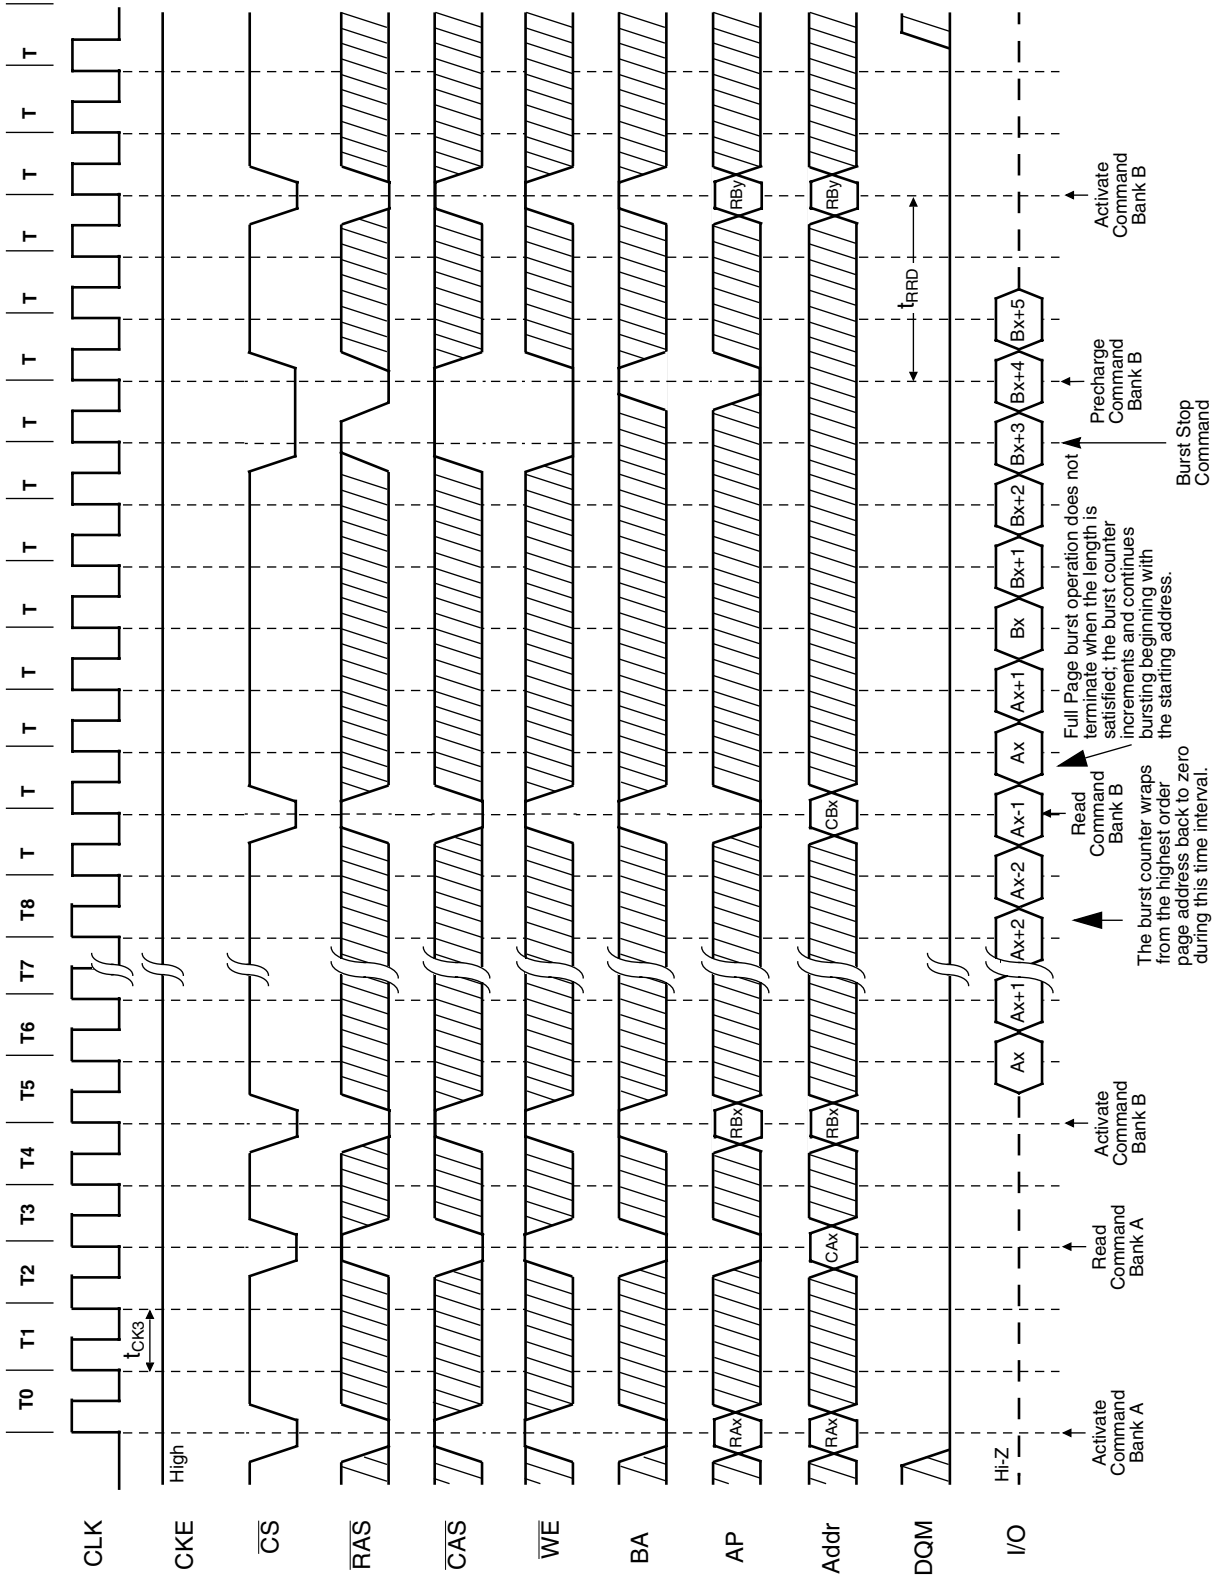 T0 T1 T2 T3 T4 T5 T6 T7 T8 T T T T T T T T T T T T T T T
CLK
t_CK3
CKE
High
CS
RAS
CAS
WE
BA
AP
RAx RBx RBy
Addr
RAx CAx RBx CBx RBy
DQM
t_RRD
I/O
Hi-Z
Ax Ax+1 Ax+2 Ax-2 Ax-1 Ax Ax+1 Bx Bx+1 Bx+2 Bx+3 Bx+4 Bx+5
Activate
Command
Bank A
Read
Command
Bank A
Activate
Command
Bank B
The burst counter wraps
from the highest order
page address back to zero
during this time interval.
Read
Command
Bank B
Full Page burst operation does not
terminate when the length is
satisfied; the burst counter
increments and continues
bursting beginning with
the starting address.
Burst Stop
Command
Precharge
Command
Bank B
Activate
Command
Bank B